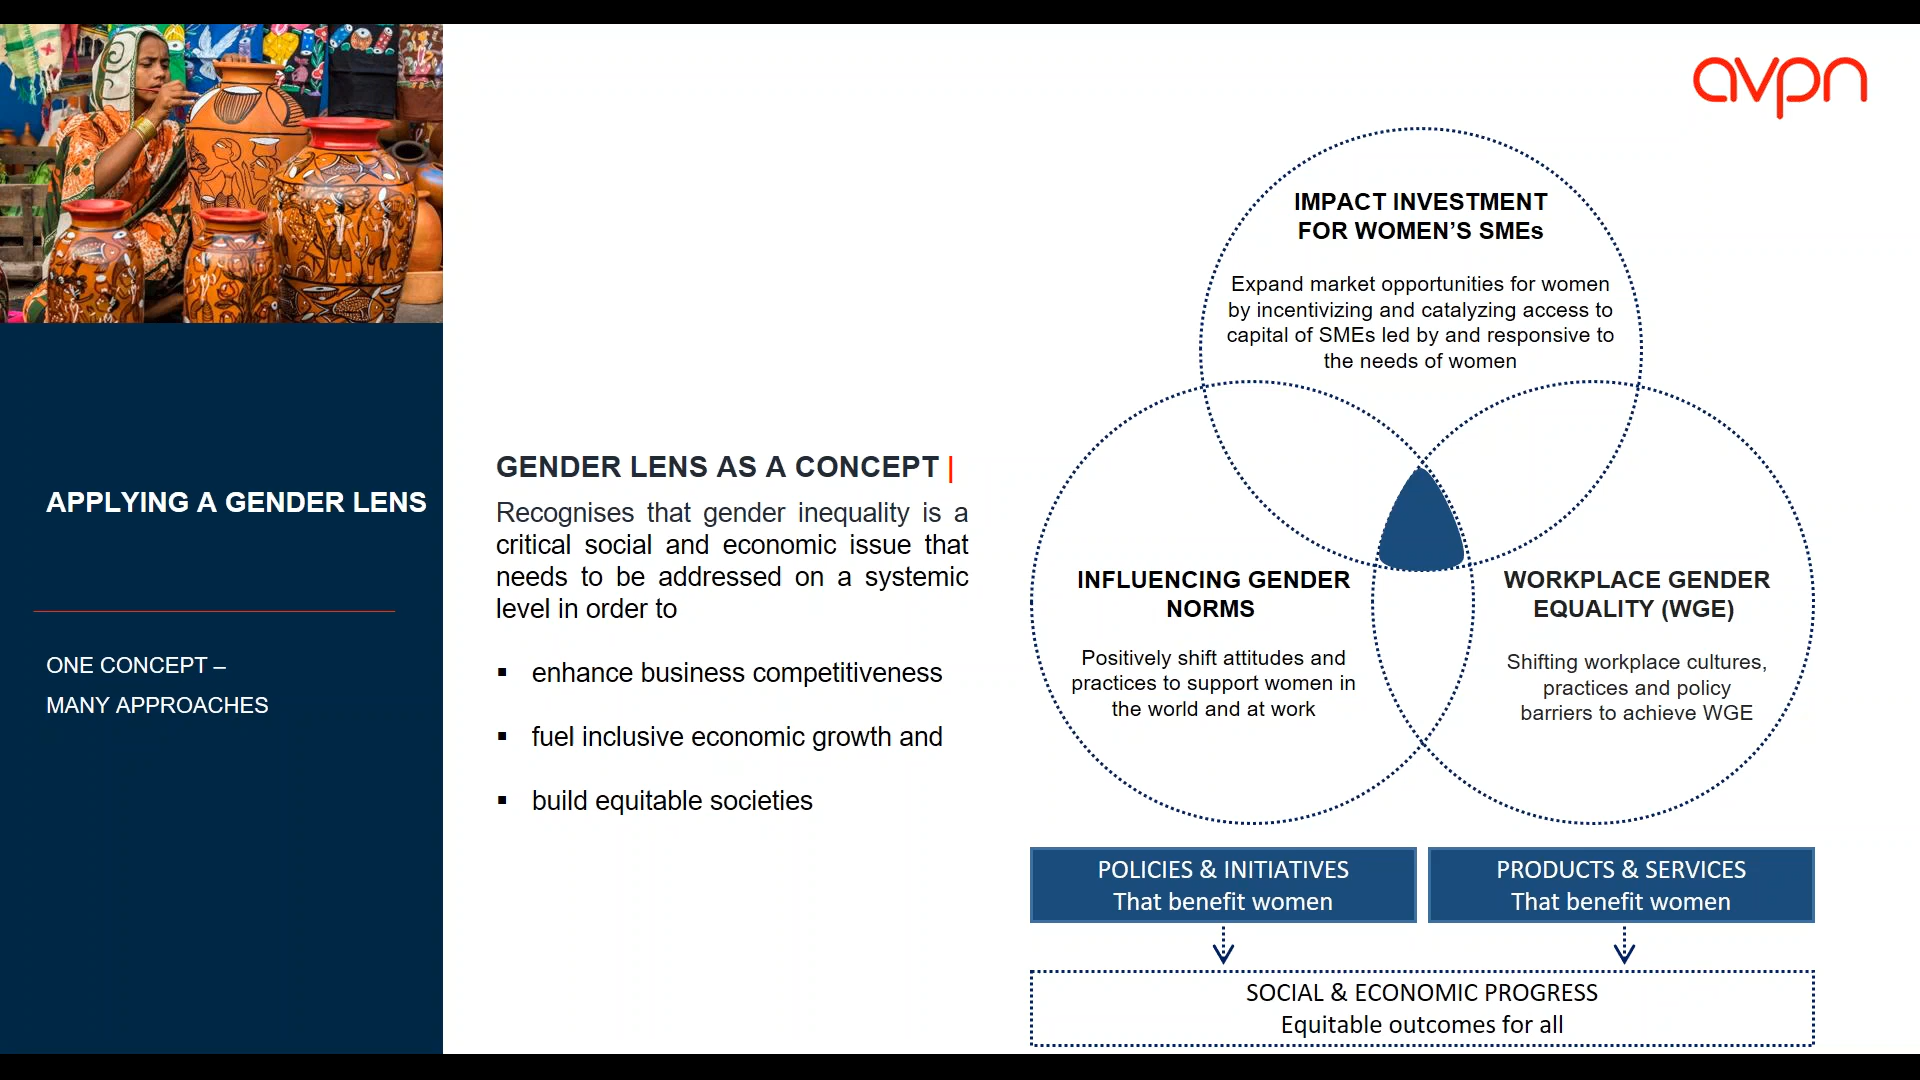 avpn
APPLYING A GENDER LENS
ONE CONCEPT –
MANY APPROACHES
GENDER LENS AS A CONCEPT |
Recognises that gender inequality is a
critical social and economic issue that
needs to be addressed on a systemic
level in order to
▪ enhance business competitiveness
▪ fuel inclusive economic growth and
▪ build equitable societies
IMPACT INVESTMENT
FOR WOMEN’S SMEs
Expand market opportunities for women
by incentivizing and catalyzing access to
capital of SMEs led by and responsive to
the needs of women
INFLUENCING GENDER
NORMS
Positively shift attitudes and
practices to support women in
the world and at work
WORKPLACE GENDER
EQUALITY (WGE)
Shifting workplace cultures,
practices and policy
barriers to achieve WGE
POLICIES & INITIATIVES
That benefit women
PRODUCTS & SERVICES
That benefit women
SOCIAL & ECONOMIC PROGRESS
Equitable outcomes for all